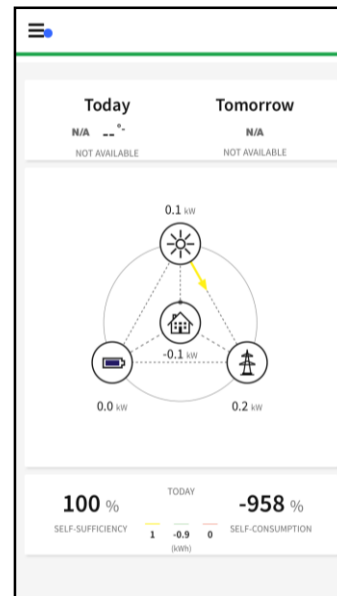 Today
Tomorrow
N/A --°-
N/A
NOT AVAILABLE
NOT AVAILABLE
0.1 kW
-0.1 kW
0.0 kW
0.2 kW
TODAY
100 %
-958 %
SELF-SUFFICIENCY
SELF-CONSUMPTION
1 -0.9 0
(kWh)